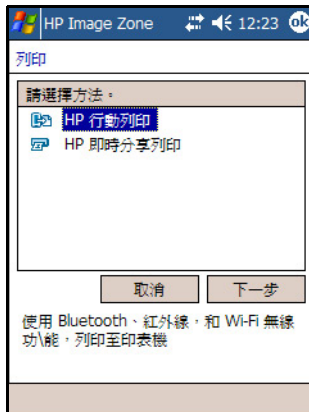 HP Image Zone 12:23 ok
列印
請選擇方法。
HP 行動列印
HP 即時分享列印
取消 下一步
使用 Bluetooth、紅外線，和 Wi-Fi 無線
功\能，列印至印表機